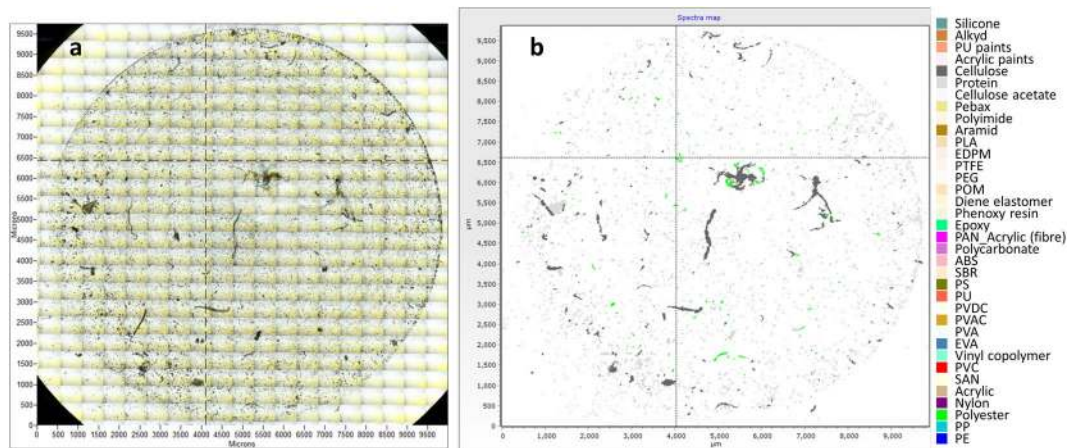 a
9500
9000
8500
8000
7500
7000
6500
6000
5500
5000
4500
4000
3500
3000
2500
2000
1500
1000
500
0
Microns
0 500 1000 1500 2000 2500 3000 3500 4000 4500 5000 5500 6000 6500 7000 7500 8000 8500 9000 9500
Microns
Spectra map
b
9,500
9,000
8,500
8,000
7,500
7,000
6,500
6,000
5,500
5,000
4,500
4,000
3,500
3,000
2,500
2,000
1,500
1,000
500
0
µm
0 1,000 2,000 3,000 4,000 5,000 6,000 7,000 8,000 9,000
µm
Silicone
Alkyd
PU paints
Acrylic paints
Cellulose
Protein
Cellulose acetate
Pebax
Polyimide
Aramid
PLA
EDPM
PTFE
PEG
POM
Diene elastomer
Phenoxy resin
Epoxy
PAN_Acrylic (fibre)
Polycarbonate
ABS
SBR
PS
PU
PVDC
PVAC
PVA
EVA
Vinyl copolymer
PVC
SAN
Acrylic
Nylon
Polyester
PP
PE